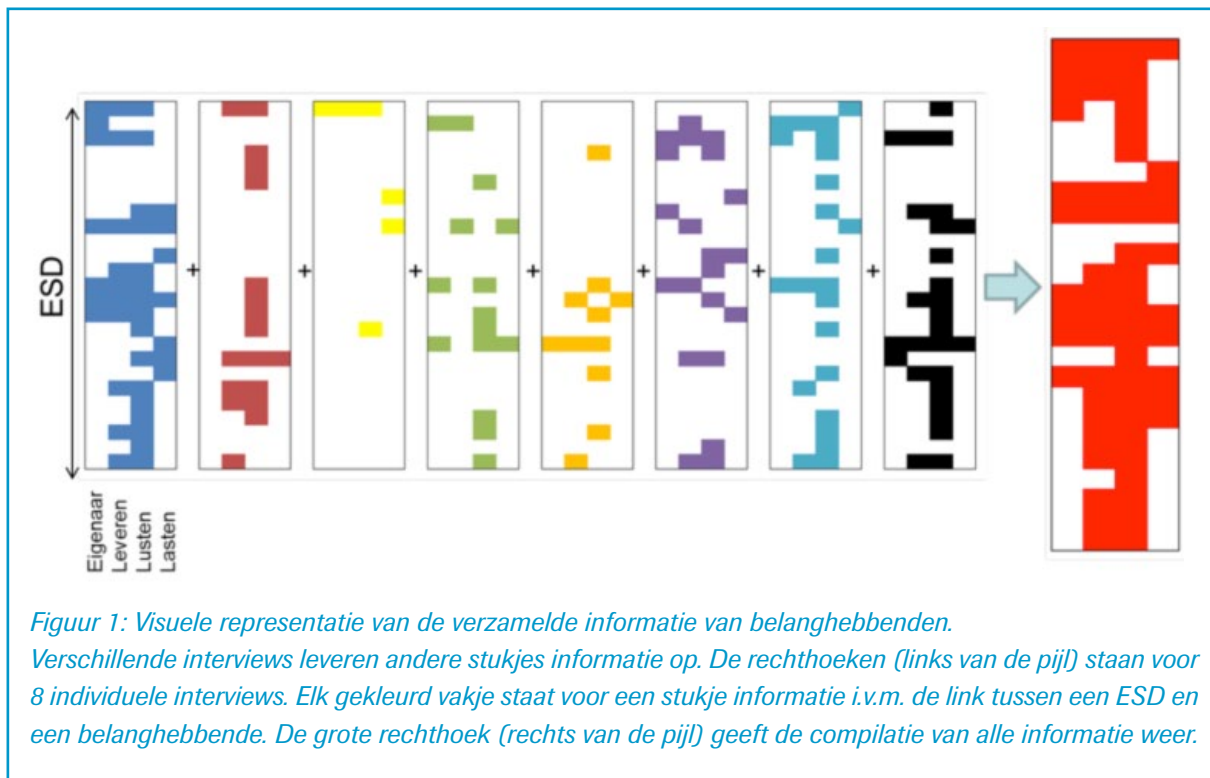 ESD
+ + + + + + +
Eigenaar
Leveren
Lusten
Lasten
Figuur 1: Visuele representatie van de verzamelde informatie van belanghebbenden.
Verschillende interviews leveren andere stukjes informatie op. De rechthoeken (links van de pijl) staan voor
8 individuele interviews. Elk gekleurd vakje staat voor een stukje informatie i.v.m. de link tussen een ESD en
een belanghebbende. De grote rechthoek (rechts van de pijl) geeft de compilatie van alle informatie weer.